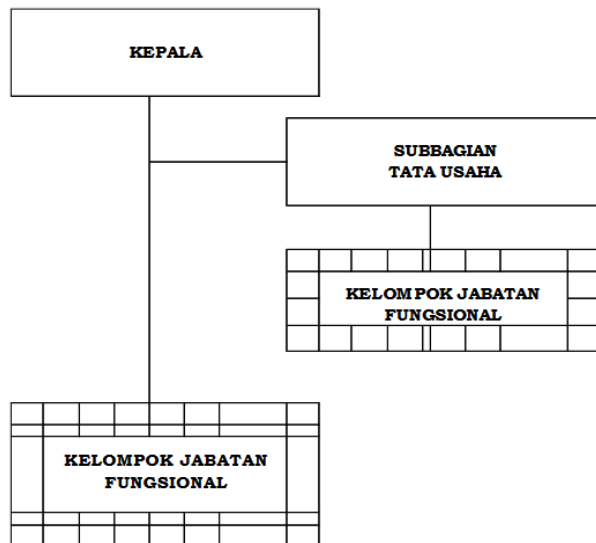 KEPALA
SUBBAGIAN
TATA USAHA
KELOMPOK JABATAN
FUNGSIONAL
KELOMPOK JABATAN
FUNGSIONAL